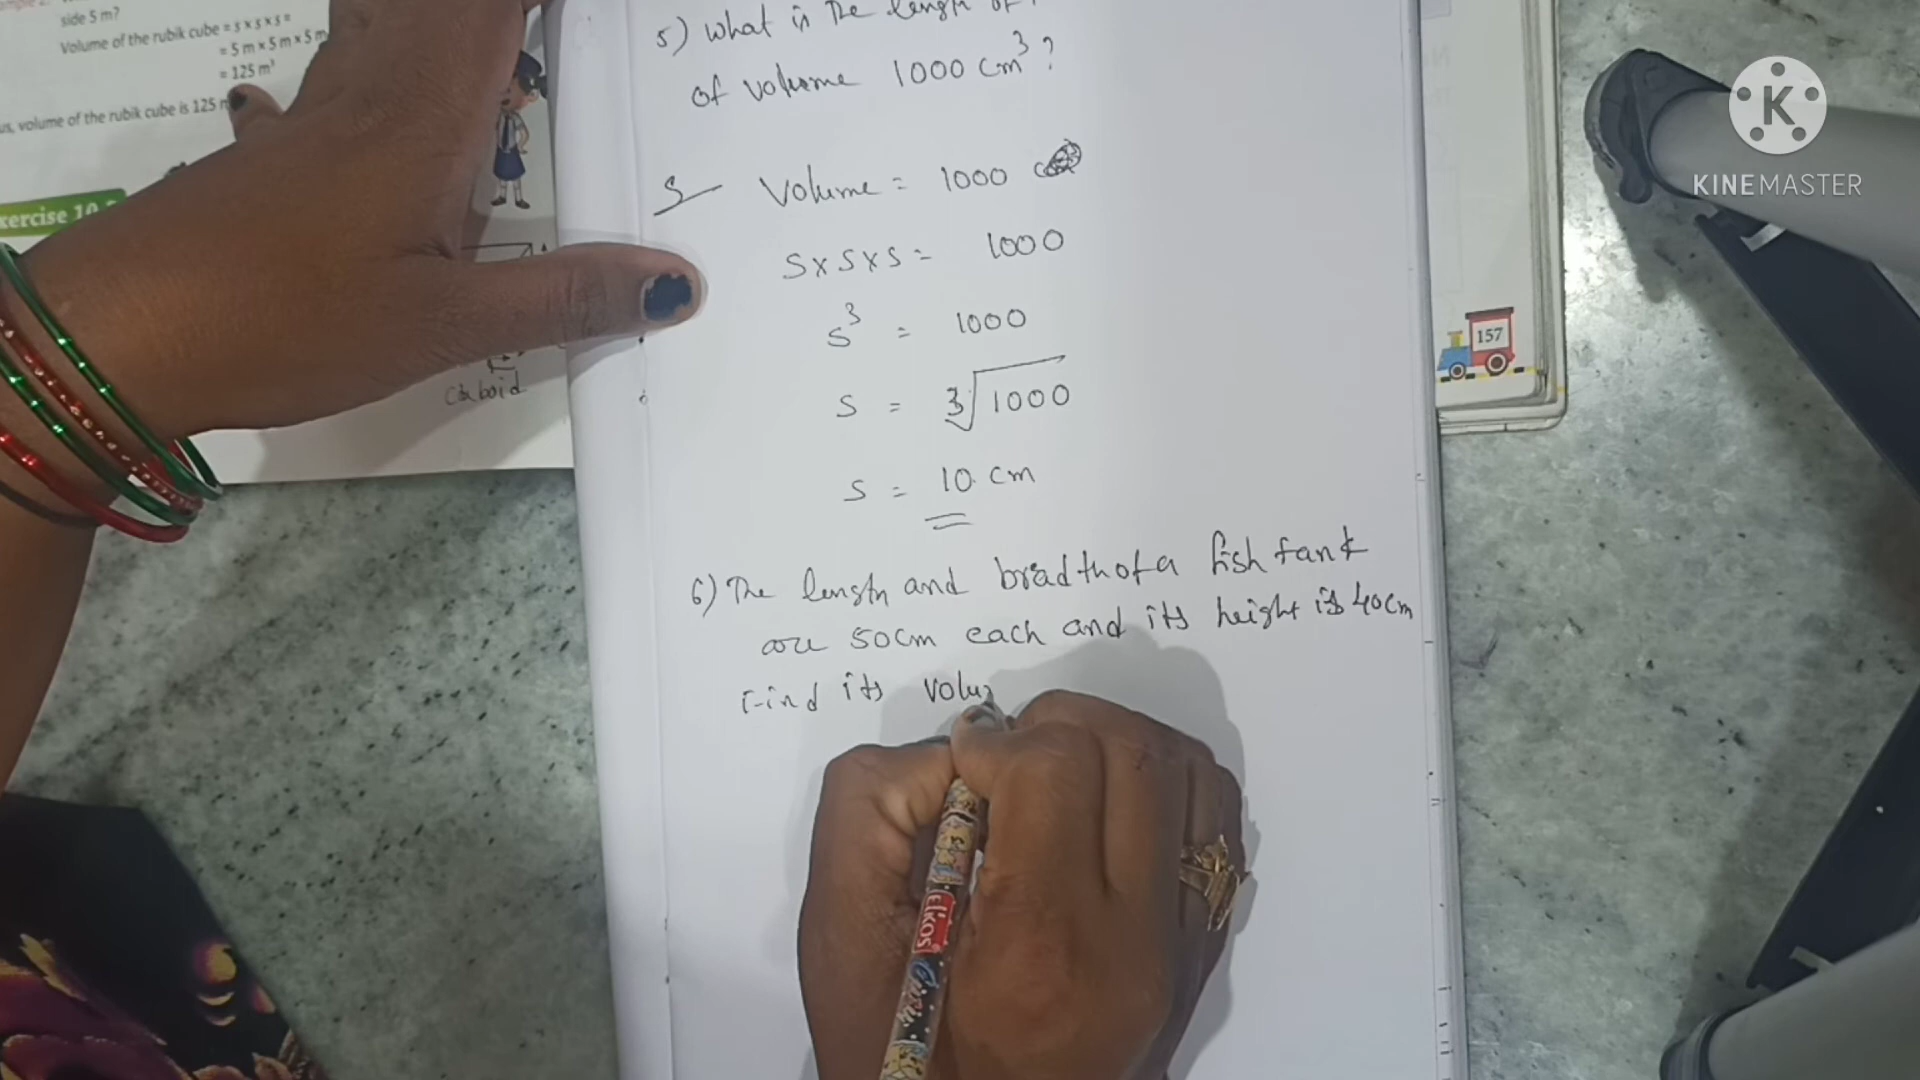 side 5 m?
Volume of the rubik cube = s × s × s =
= 5 m × 5 m × 5 m
= 125 m³
us, volume of the rubik cube is 125 m
xercise 10.
Cuboid
5) What is the length of
of volume 1000 cm³?
S Volume = 1000
S×S×S = 1000
S³ = 1000
S = ∛1000
S = 10 cm
6) The length and bradth of a fish tank
are 50cm each and its height is 40cm
Find its volu
ELKOS
157
K
KINEMASTER